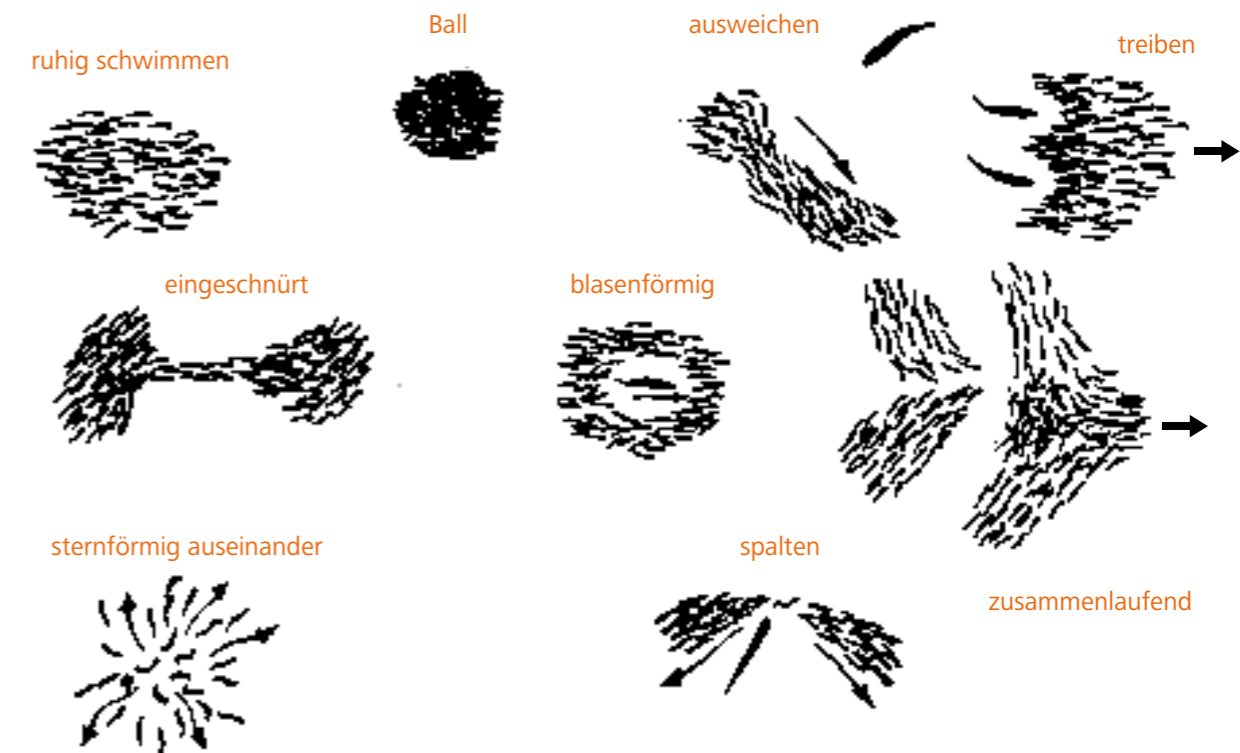 Ball
ausweichen
treiben
ruhig schwimmen
eingeschnürt
blasenförmig
sternförmig auseinander
spalten
zusammenlaufend